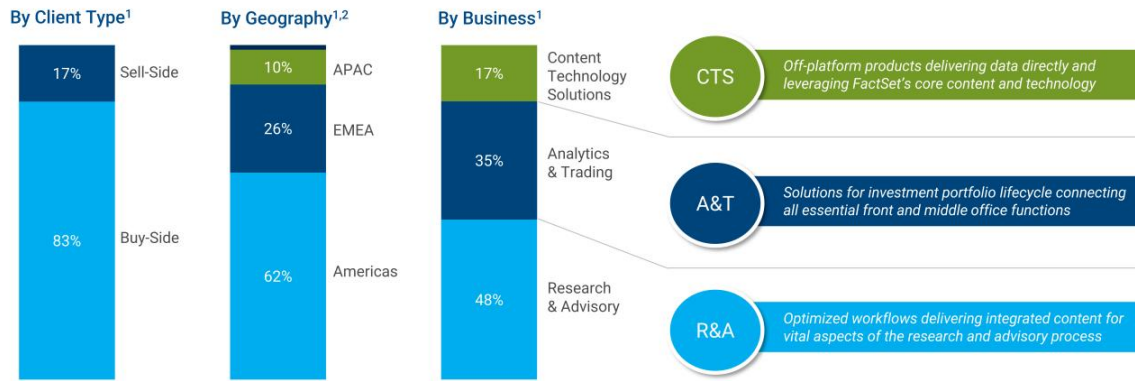 By Client Type1
17%
Sell-Side
83%
Buy-Side
By Geography1,2
10%
APAC
26%
EMEA
62%
Americas
By Business1
17%
Content
Technology
Solutions
35%
Analytics
& Trading
48%
Research
& Advisory
CTS
Off-platform products delivering data directly and
leveraging FactSet's core content and technology
A&T
Solutions for investment portfolio lifecycle connecting
all essential front and middle office functions
R&A
Optimized workflows delivering integrated content for
vital aspects of the research and advisory process